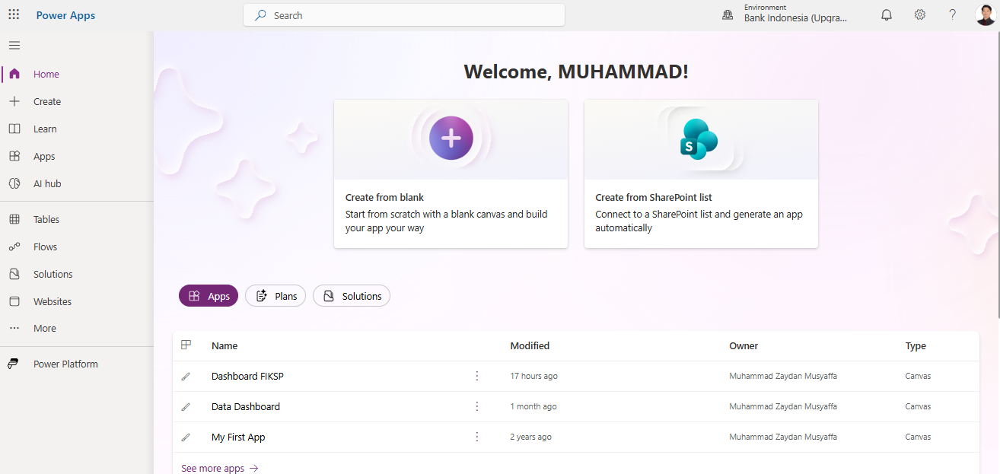 Power Apps
Search
Environment
Bank Indonesia (Upgra...
Home
Create
Learn
Apps
AI hub
Tables
Flows
Solutions
Websites
More
Power Platform
Welcome, MUHAMMAD!
Create from blank
Start from scratch with a blank canvas and build
your app your way
S
Create from SharePoint list
Connect to a SharePoint list and generate an app
automatically
Apps Plans Solutions
Name Modified Owner Type
Dashboard FIKSP 17 hours ago Muhammad Zaydan Musyaffa Canvas
Data Dashboard 1 month ago Muhammad Zaydan Musyaffa Canvas
My First App 2 years ago Muhammad Zaydan Musyaffa Canvas
See more apps →